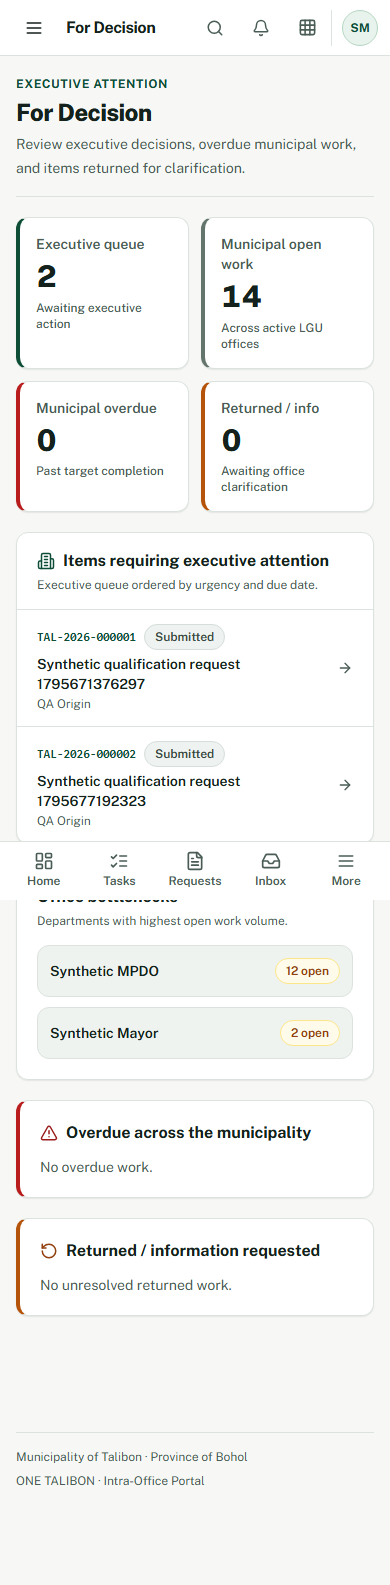 For Decision
SM
EXECUTIVE ATTENTION
For Decision
Review executive decisions, overdue municipal work,
and items returned for clarification.
Executive queue
2
Awaiting executive
action
Municipal open
work
14
Across active LGU
offices
Municipal overdue
0
Past target completion
Returned / info
0
Awaiting office
clarification
Items requiring executive attention
Executive queue ordered by urgency and due date.
TAL-2026-000001 Submitted
Synthetic qualification request
1795671376297
QA Origin
TAL-2026-000002 Submitted
Synthetic qualification request
1795677192323
QA Origin
Home Tasks Requests Inbox More
Departments with highest open work volume.
Synthetic MPDO 12 open
Synthetic Mayor 2 open
Overdue across the municipality
No overdue work.
Returned / information requested
No unresolved returned work.
Municipality of Talibon · Province of Bohol
ONE TALIBON · Intra-Office Portal